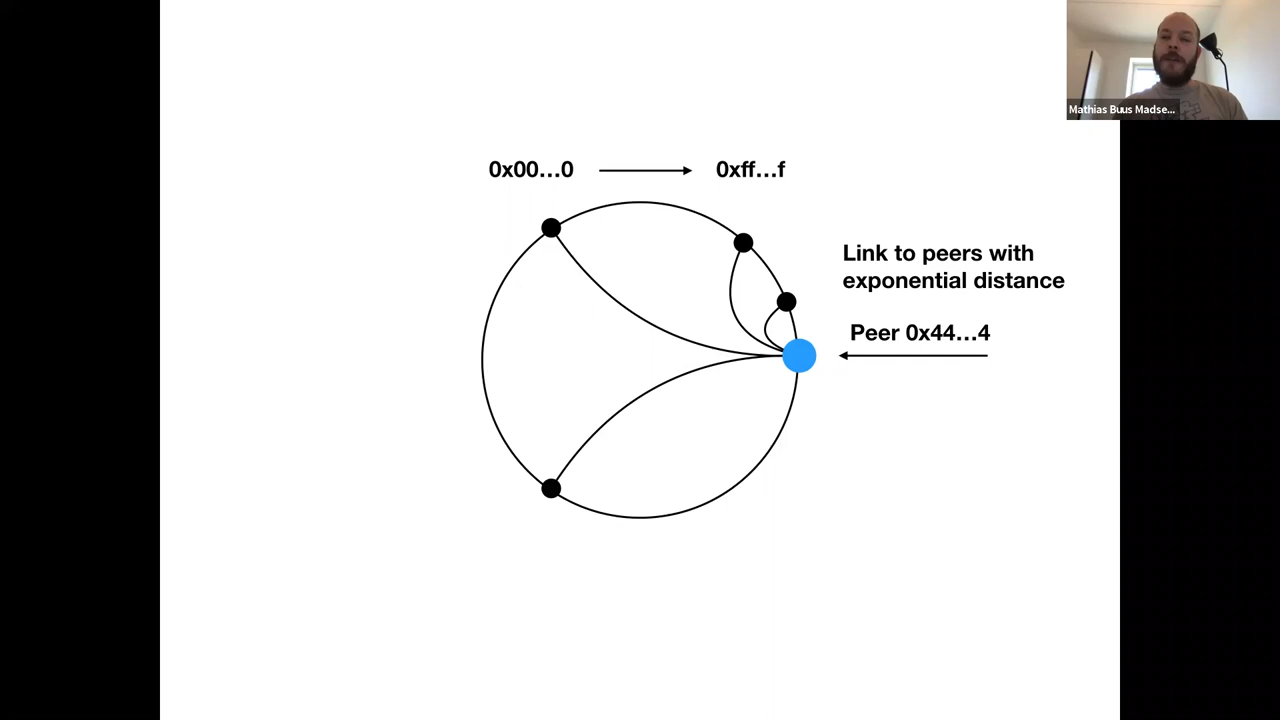 Mathias Buus Madse...
0x00...0
0xff...f
Link to peers with
exponential distance
Peer 0x44...4